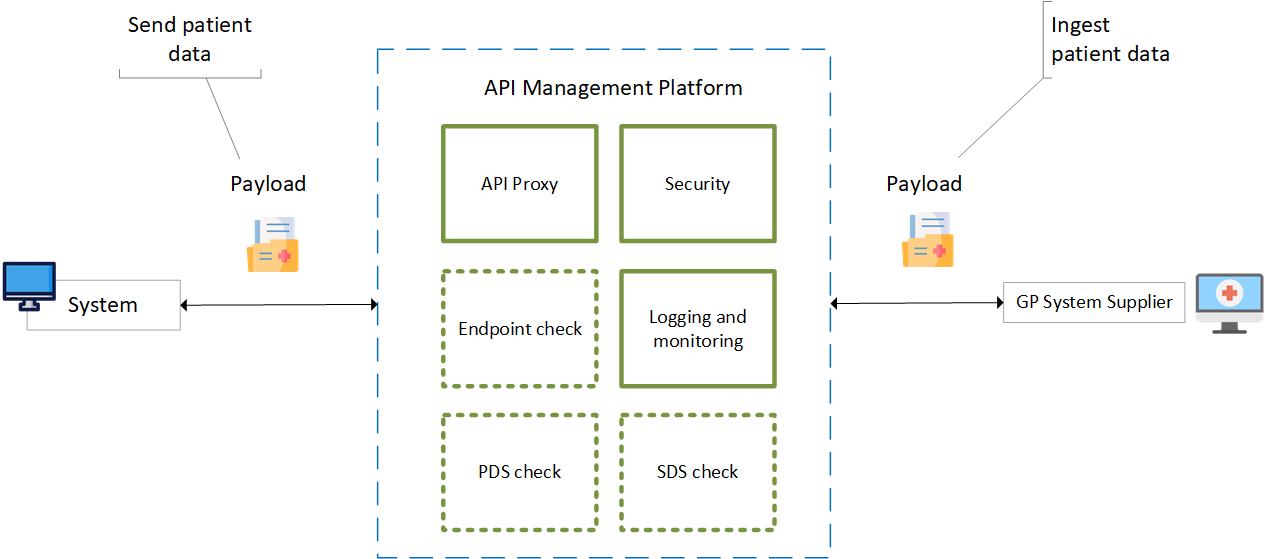 Send patient
data
Ingest
patient data
API Management Platform
Payload
API Proxy
Security
Payload
System
Endpoint check
Logging and
monitoring
GP System Supplier
PDS check
SDS check